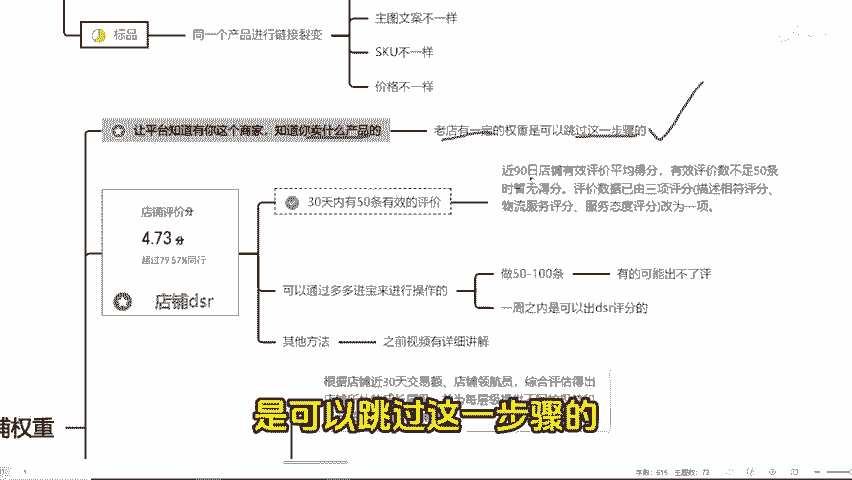 主图文案不一样
标品
同一个产品进行链接裂变
SKU不一样
价格不一样
让平台知道有你这个商家，知道你卖什么产品的
老店有一定的权重是可以跳过这一步骤的
近90日店铺有效评价平均得分，有效评价数不足50条
时暂无得分。评价数据已由三项评分(描述相符评分、
物流服务评分、服务态度评分)改为一项。
店铺评价分
4.73分
超过79.57%同行
店铺dsr
30天内有50条有效的评价
可以通过多多进宝来进行操作的
做50-100条
有的可能出不了评
一周之内是可以出dsr评分的
其他方法
之前视频有详细讲解
根据店铺近30天交易额、店铺领航员，综合评估得出
铺权重
是可以跳过这一步骤的